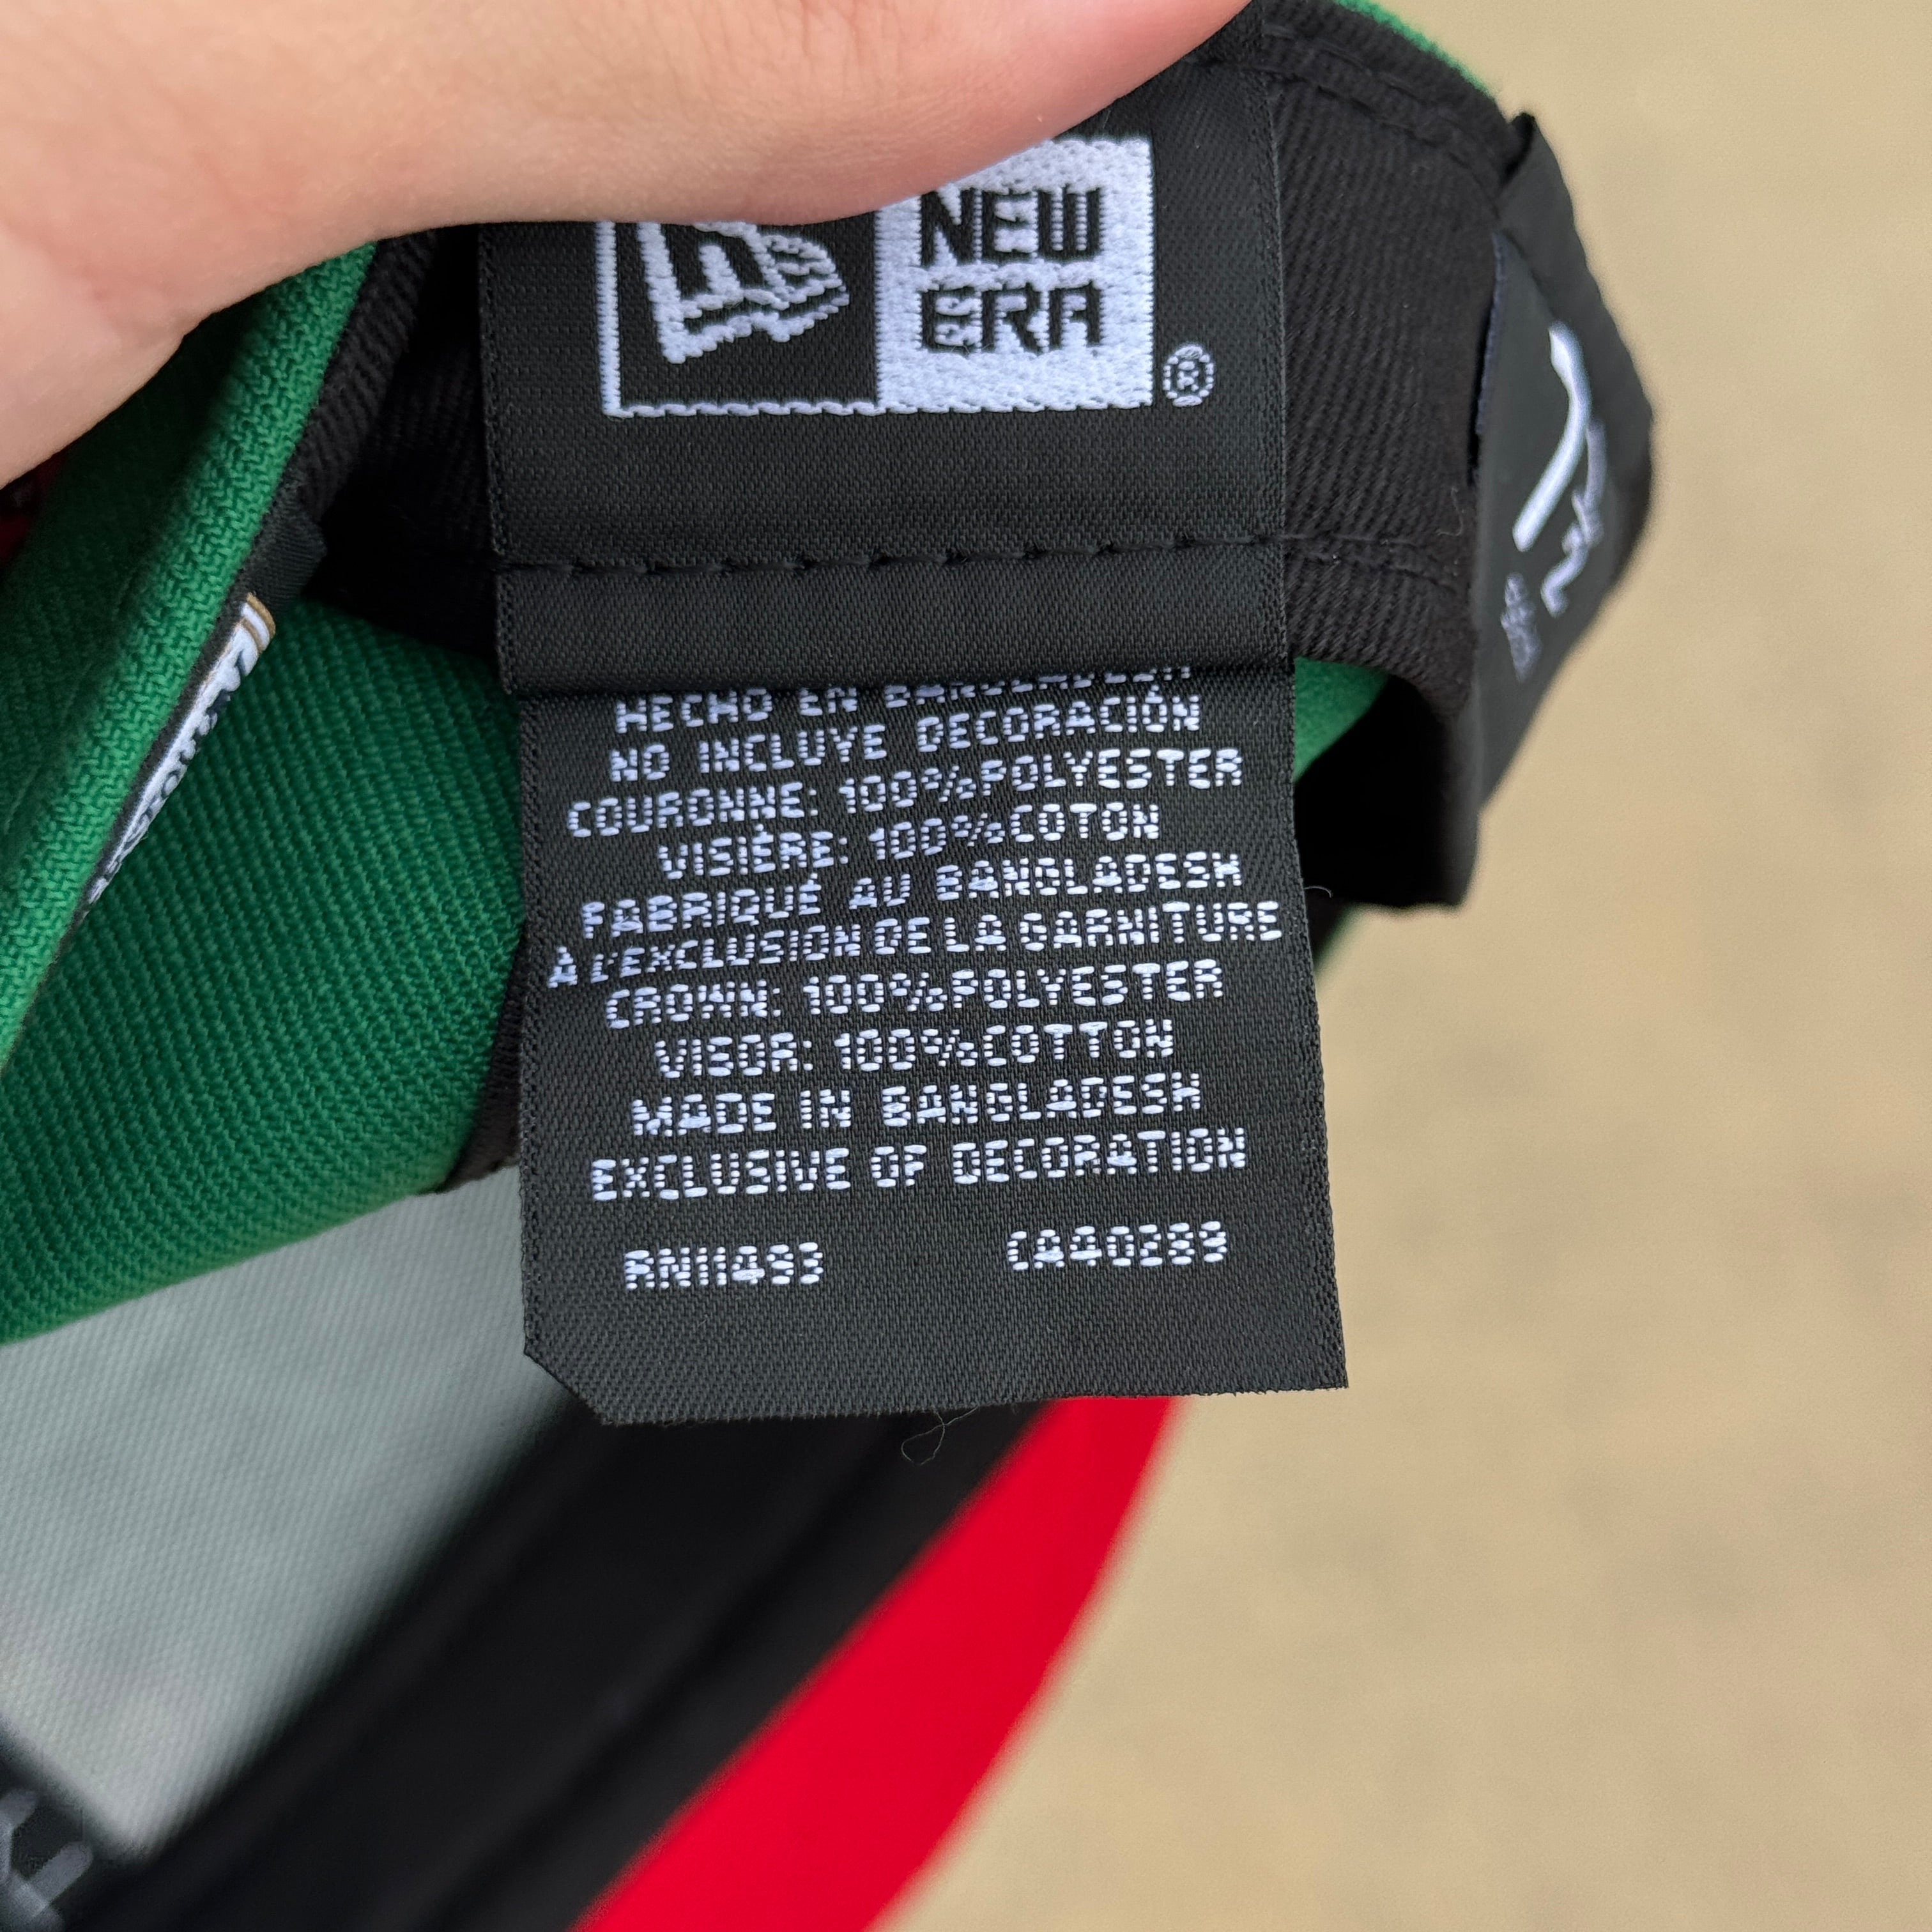 NEW
ERA
®
HECHO EN BANGLADESH
NO INCLUYE DECORACIÓN
COURONNE: 100%POLYESTER
VISIÈRE: 100%COTON
FABRIQUÉ AU BANGLADESH
À L'EXCLUSION DE LA GARNITURE
CROWN: 100%POLYESTER
VISOR: 100%COTTON
MADE IN BANGLADESH
EXCLUSIVE OF DECORATION
RN11493 CA40289